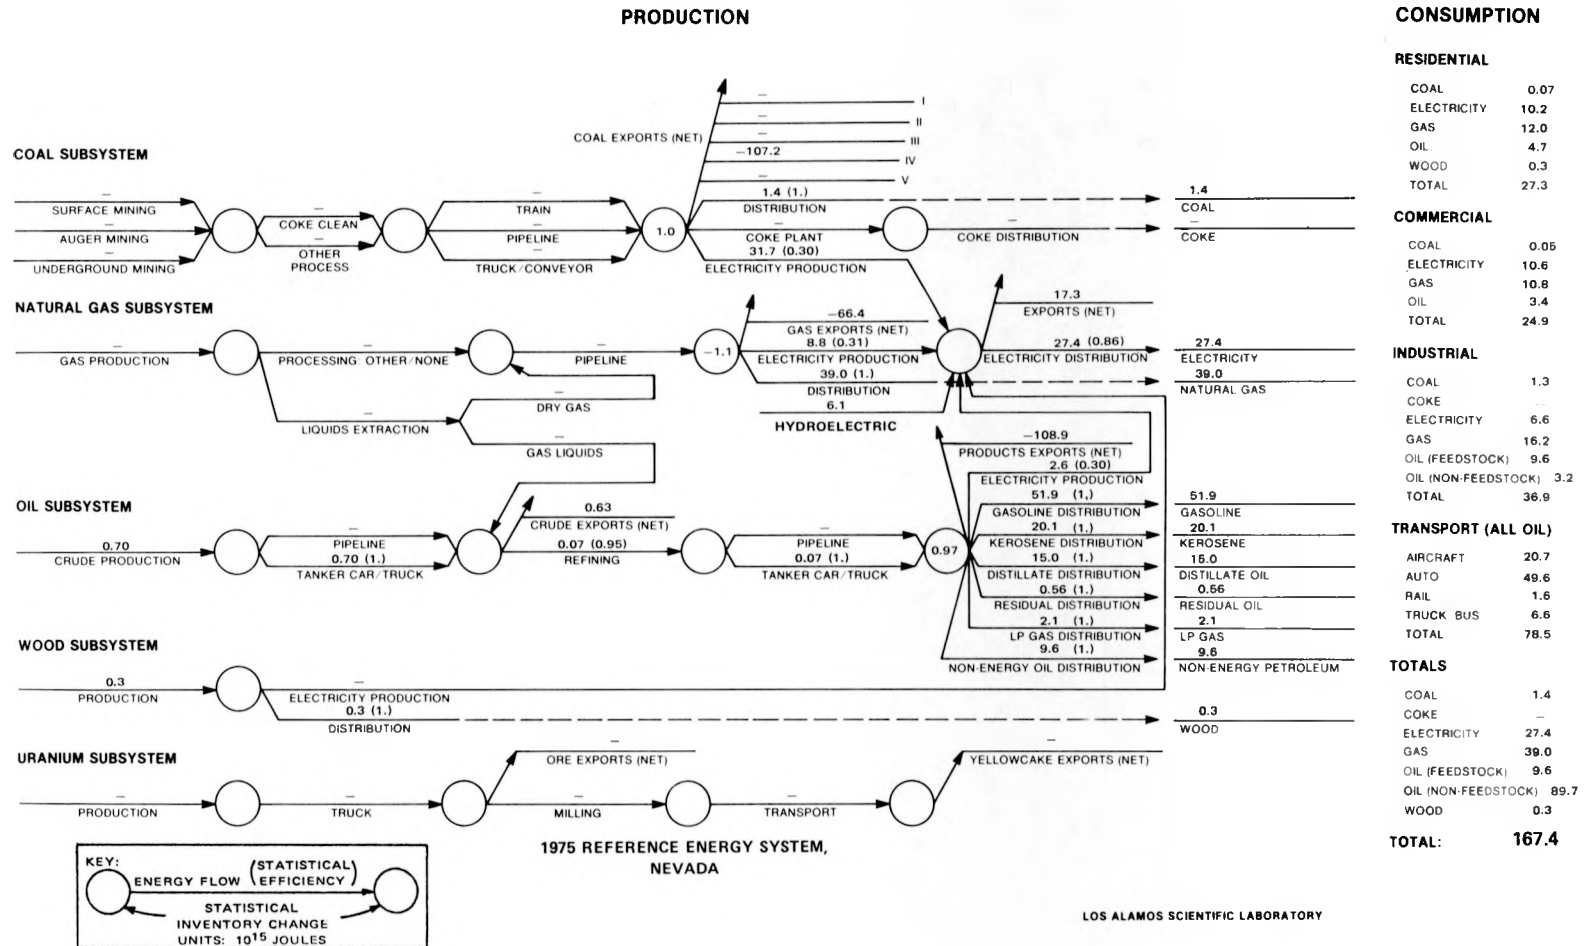 PRODUCTION
COAL SUBSYSTEM
—
SURFACE MINING
—
AUGER MINING
—
UNDERGROUND MINING
—
COKE CLEAN
—
OTHER
PROCESS
—
TRAIN
—
PIPELINE
—
TRUCK/CONVEYOR
1.0
COAL EXPORTS (NET)
— I
— II
— III
−107.2 IV
— V
1.4 (1.)
DISTRIBUTION
—
COKE PLANT
31.7 (0.30)
ELECTRICITY PRODUCTION
—
COKE DISTRIBUTION
1.4
COAL
—
COKE
NATURAL GAS SUBSYSTEM
—
GAS PRODUCTION
—
PROCESSING: OTHER/NONE
—
LIQUIDS EXTRACTION
—
PIPELINE
—
DRY GAS
—
GAS LIQUIDS
−1.1
−66.4
GAS EXPORTS (NET)
8.8 (0.31)
ELECTRICITY PRODUCTION
39.0 (1.)
DISTRIBUTION
6.1
HYDROELECTRIC
17.3
EXPORTS (NET)
27.4 (0.86)
ELECTRICITY DISTRIBUTION
27.4
ELECTRICITY
39.0
NATURAL GAS
OIL SUBSYSTEM
0.70
CRUDE PRODUCTION
—
PIPELINE
0.70 (1.)
TANKER CAR/TRUCK
0.63
CRUDE EXPORTS (NET)
0.07 (0.95)
REFINING
—
PIPELINE
0.07 (1.)
TANKER CAR/TRUCK
0.97
−108.9
PRODUCTS EXPORTS (NET)
2.6 (0.30)
ELECTRICITY PRODUCTION
51.9 (1,)
GASOLINE DISTRIBUTION
20.1 (1.)
KEROSENE DISTRIBUTION
15.0 (1.)
DISTILLATE DISTRIBUTION
0.56 (1.)
RESIDUAL DISTRIBUTION
2.1 (1.)
LP GAS DISTRIBUTION
9.6 (1.)
NON-ENERGY OIL DISTRIBUTION
51.9
GASOLINE
20.1
KEROSENE
15.0
DISTILLATE OIL
0.56
RESIDUAL OIL
2.1
LP GAS
9.6
NON-ENERGY PETROLEUM
WOOD SUBSYSTEM
0.3
PRODUCTION
—
ELECTRICITY PRODUCTION
0.3 (1.)
DISTRIBUTION
0.3
WOOD
URANIUM SUBSYSTEM
—
PRODUCTION
—
TRUCK
—
ORE EXPORTS (NET)
—
MILLING
—
TRANSPORT
—
YELLOWCAKE EXPORTS (NET)
KEY:
ENERGY FLOW (STATISTICAL EFFICIENCY)
STATISTICAL
INVENTORY CHANGE
UNITS: 10^15 JOULES
1975 REFERENCE ENERGY SYSTEM,
NEVADA
LOS ALAMOS SCIENTIFIC LABORATORY
CONSUMPTION
RESIDENTIAL
COAL 0.07
ELECTRICITY 10.2
GAS 12.0
OIL 4.7
WOOD 0.3
TOTAL 27.3
COMMERCIAL
COAL 0.05
ELECTRICITY 10.6
GAS 10.8
OIL 3.4
TOTAL 24.9
INDUSTRIAL
COAL 1.3
COKE —
ELECTRICITY 6.6
GAS 16.2
OIL (FEEDSTOCK) 9.6
OIL (NON-FEEDSTOCK) 3.2
TOTAL 36.9
TRANSPORT (ALL OIL)
AIRCRAFT 20.7
AUTO 49.6
RAIL 1.6
TRUCK BUS 6.6
TOTAL 78.5
TOTALS
COAL 1.4
COKE —
ELECTRICITY 27.4
GAS 39.0
OIL (FEEDSTOCK) 9.6
OIL (NON-FEEDSTOCK) 89.7
WOOD 0.3
TOTAL: 167.4